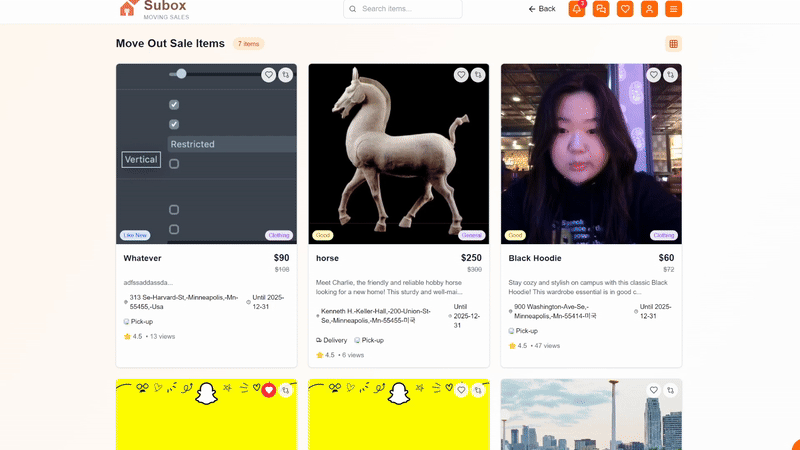 Subox
MOVING SALES
Search items...
Back
3
Move Out Sale Items
7 items
Restricted
Vertical
Like New
Clothing
Good
General
Good
Clothing
Whatever
$90
$108
adfssaddassda...
313 Se-Harvard-St,-Minneapolis,-Mn-
55455,-Usa
Until 2025-
12-31
Pick-up
4.5 • 13 views
horse
$250
$300
Meet Charlie, the friendly and reliable hobby horse
looking for a new home! This sturdy and well-mai...
Kenneth H.-Keller-Hall,-200-Union-St-
Se,-Minneapolis,-Mn-55455-미국
Until
2025-12-
31
Delivery
Pick-up
4.5 • 6 views
Black Hoodie
$60
$72
Stay cozy and stylish on campus with this classic Black
Hoodie! This wardrobe essential is in good c...
900 Washington-Ave-Se,-
Minneapolis,-Mn-55414-미국
Until 2025-
12-31
Pick-up
4.5 • 47 views